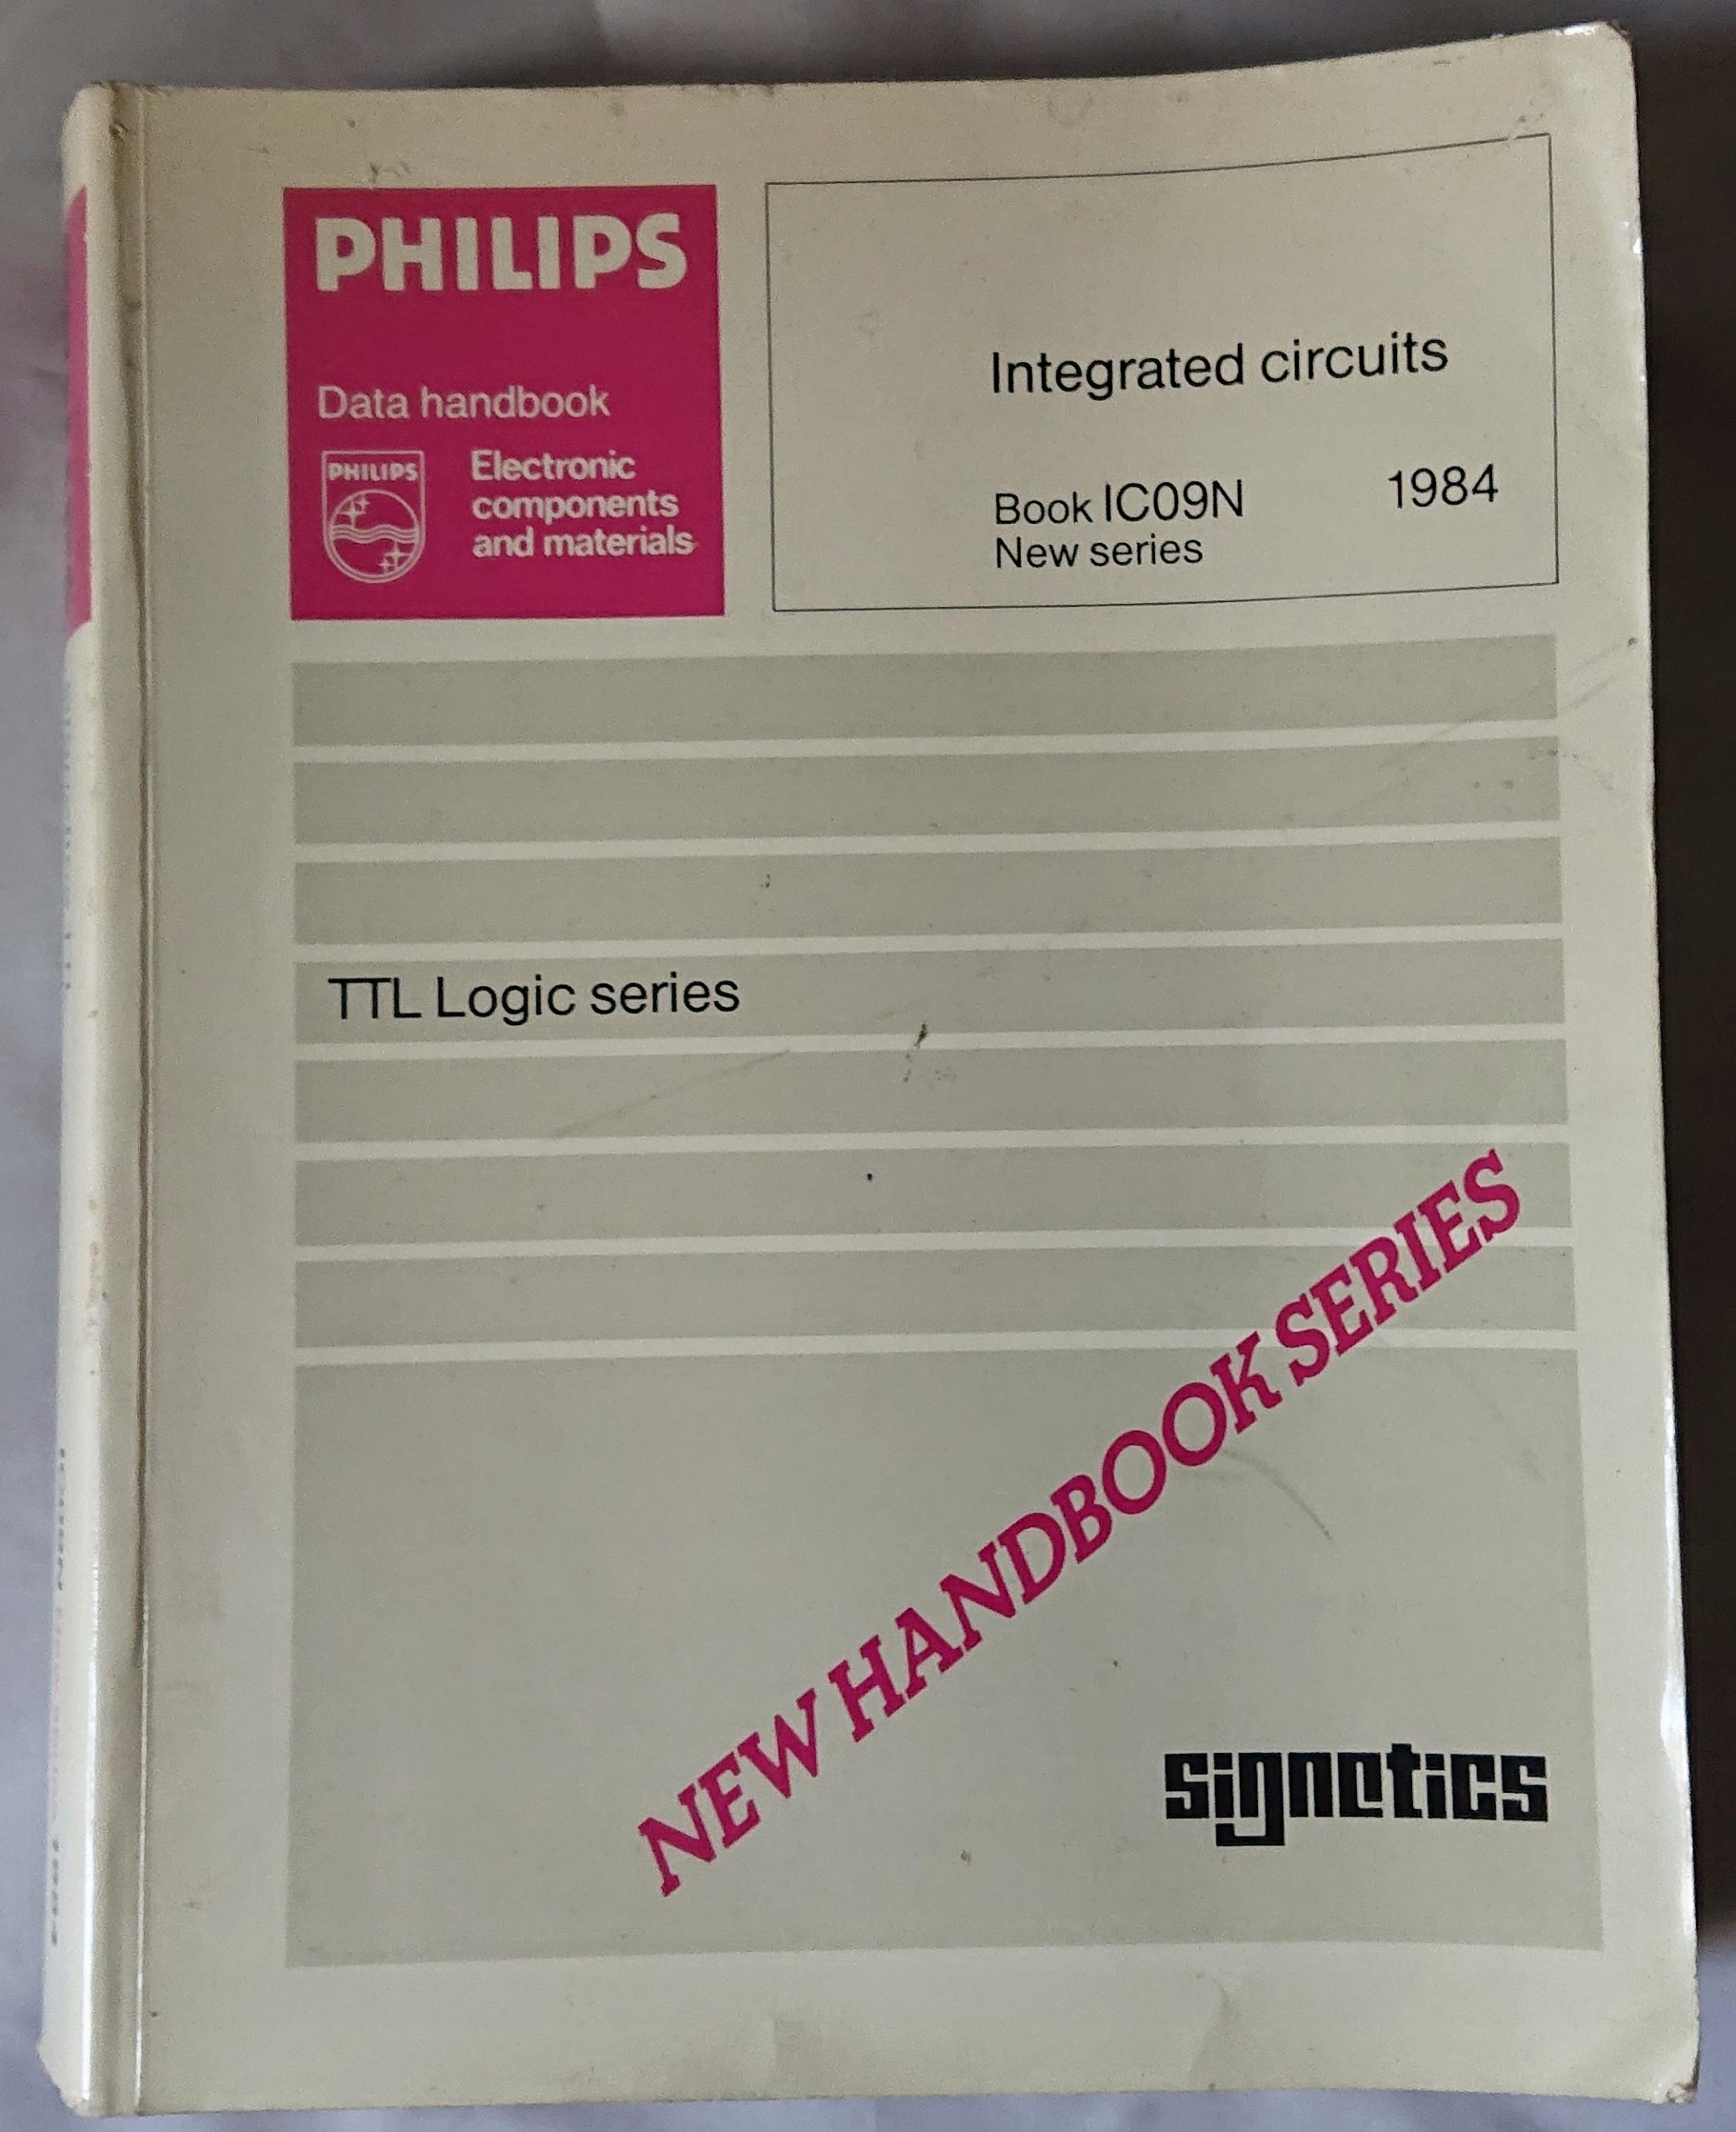 PHILIPS
Data handbook
PHILIPS
Electronic
components
and materials
Integrated circuits
Book IC09N 1984
New series
TTL Logic series
NEW HANDBOOK SERIES
signetics